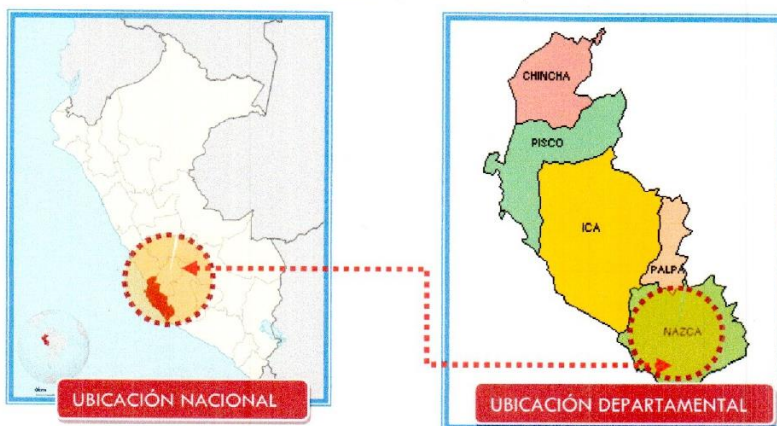 UBICACIÓN NACIONAL
CHINCHA
PISCO
ICA
PALPA
NAZCA
UBICACIÓN DEPARTAMENTAL